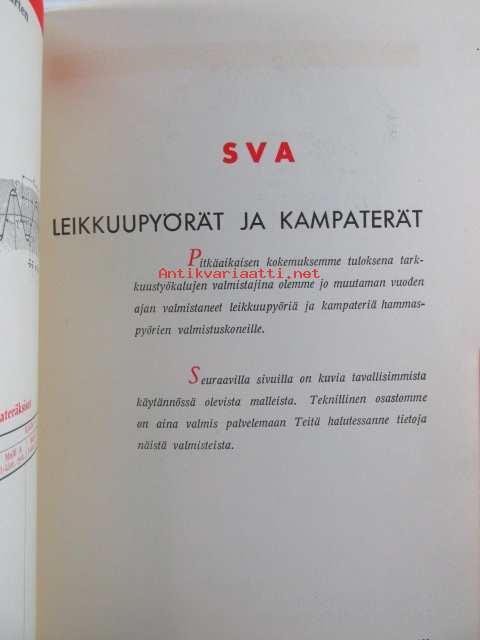 SVA
LEIKKUUPYÖRÄT JA KAMPATERÄT
Pitkäaikaisen kokemuksemme tuloksena tark-
kuustyökalujen valmistajina olemme jo muutaman vuoden
ajan valmistaneet leikkuupyöriä ja kampateriä hammas-
pyörien valmistuskoneille.
Antikvariaatti.net
Seuraavilla sivuilla on kuvia tavallisimmista
käytännössä olevista malleista. Teknillinen osastomme
on aina valmis palvelemaan Teitä halutessanne tietoja
näistä valmisteista.